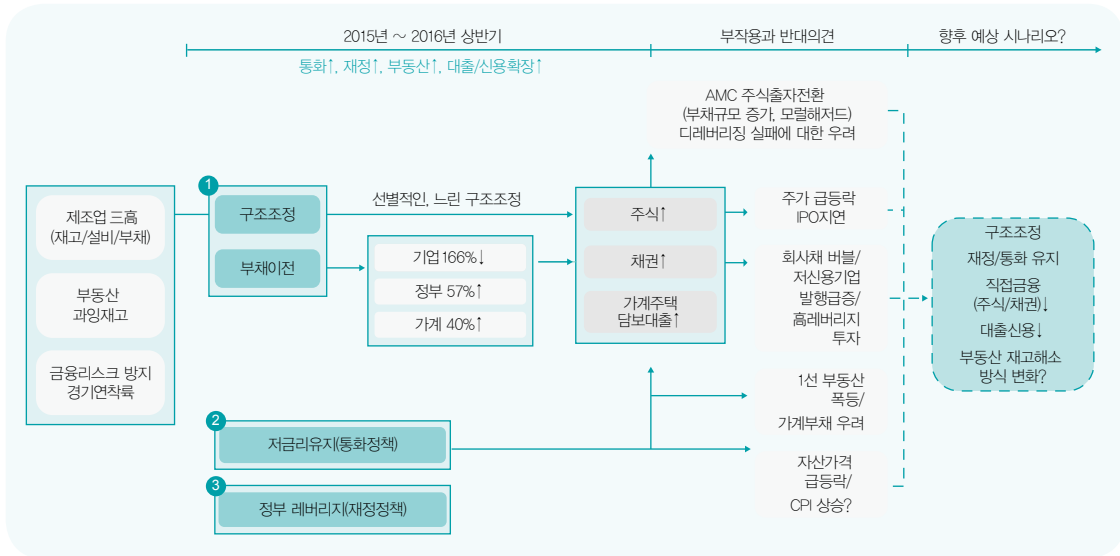 2015년 ~ 2016년 상반기
부작용과 반대의견
향후 예상 시나리오?
통화↑, 재정↑, 부동산↑, 대출/신용확장↑
제조업 三高
(재고/설비/부채)
부동산
과잉재고
금융리스크 방지
경기연착륙
1
구조조정
부채이전
선별적인, 느린 구조조정
기업 166%↓
정부 57%↑
가계 40%↑
주식↑
채권↑
가계주택
담보대출↑
2
저금리유지(통화정책)
3
정부 레버리지(재정정책)
AMC 주식출자전환
(부채규모 증가, 모럴해저드)
디레버리징 실패에 대한 우려
주가 급등락
IPO지연
회사채 버블/
저신용기업
발행급증/
高레버리지
투자
1선 부동산
폭등/
가계부채 우려
자산가격
급등락/
CPI 상승?
구조조정
재정/통화 유지
직접금융
(주식/채권)↓
대출신용↓
부동산 재고해소
방식 변화?